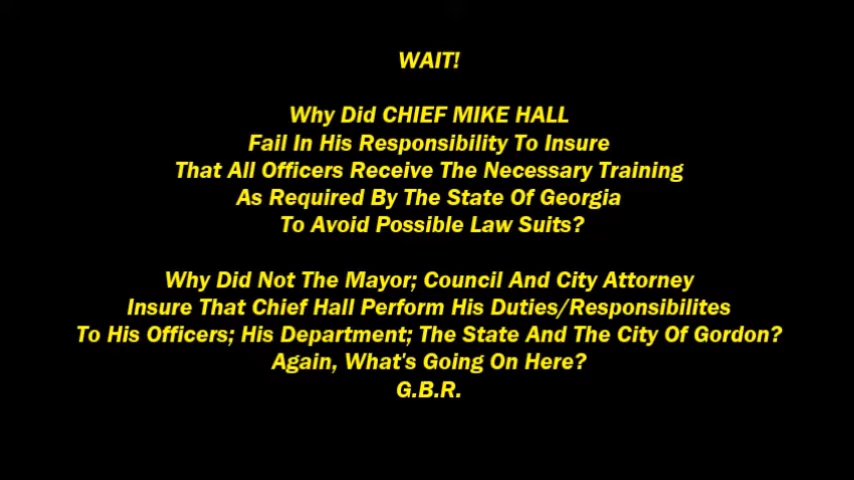 WAIT!
Why Did CHIEF MIKE HALL
Fail In His Responsibility To Insure
That All Officers Receive The Necessary Training
As Required By The State Of Georgia
To Avoid Possible Law Suits?
Why Did Not The Mayor; Council And City Attorney
Insure That Chief Hall Perform His Duties/Responsibilites
To His Officers; His Department; The State And The City Of Gordon?
Again, What's Going On Here?
G.B.R.